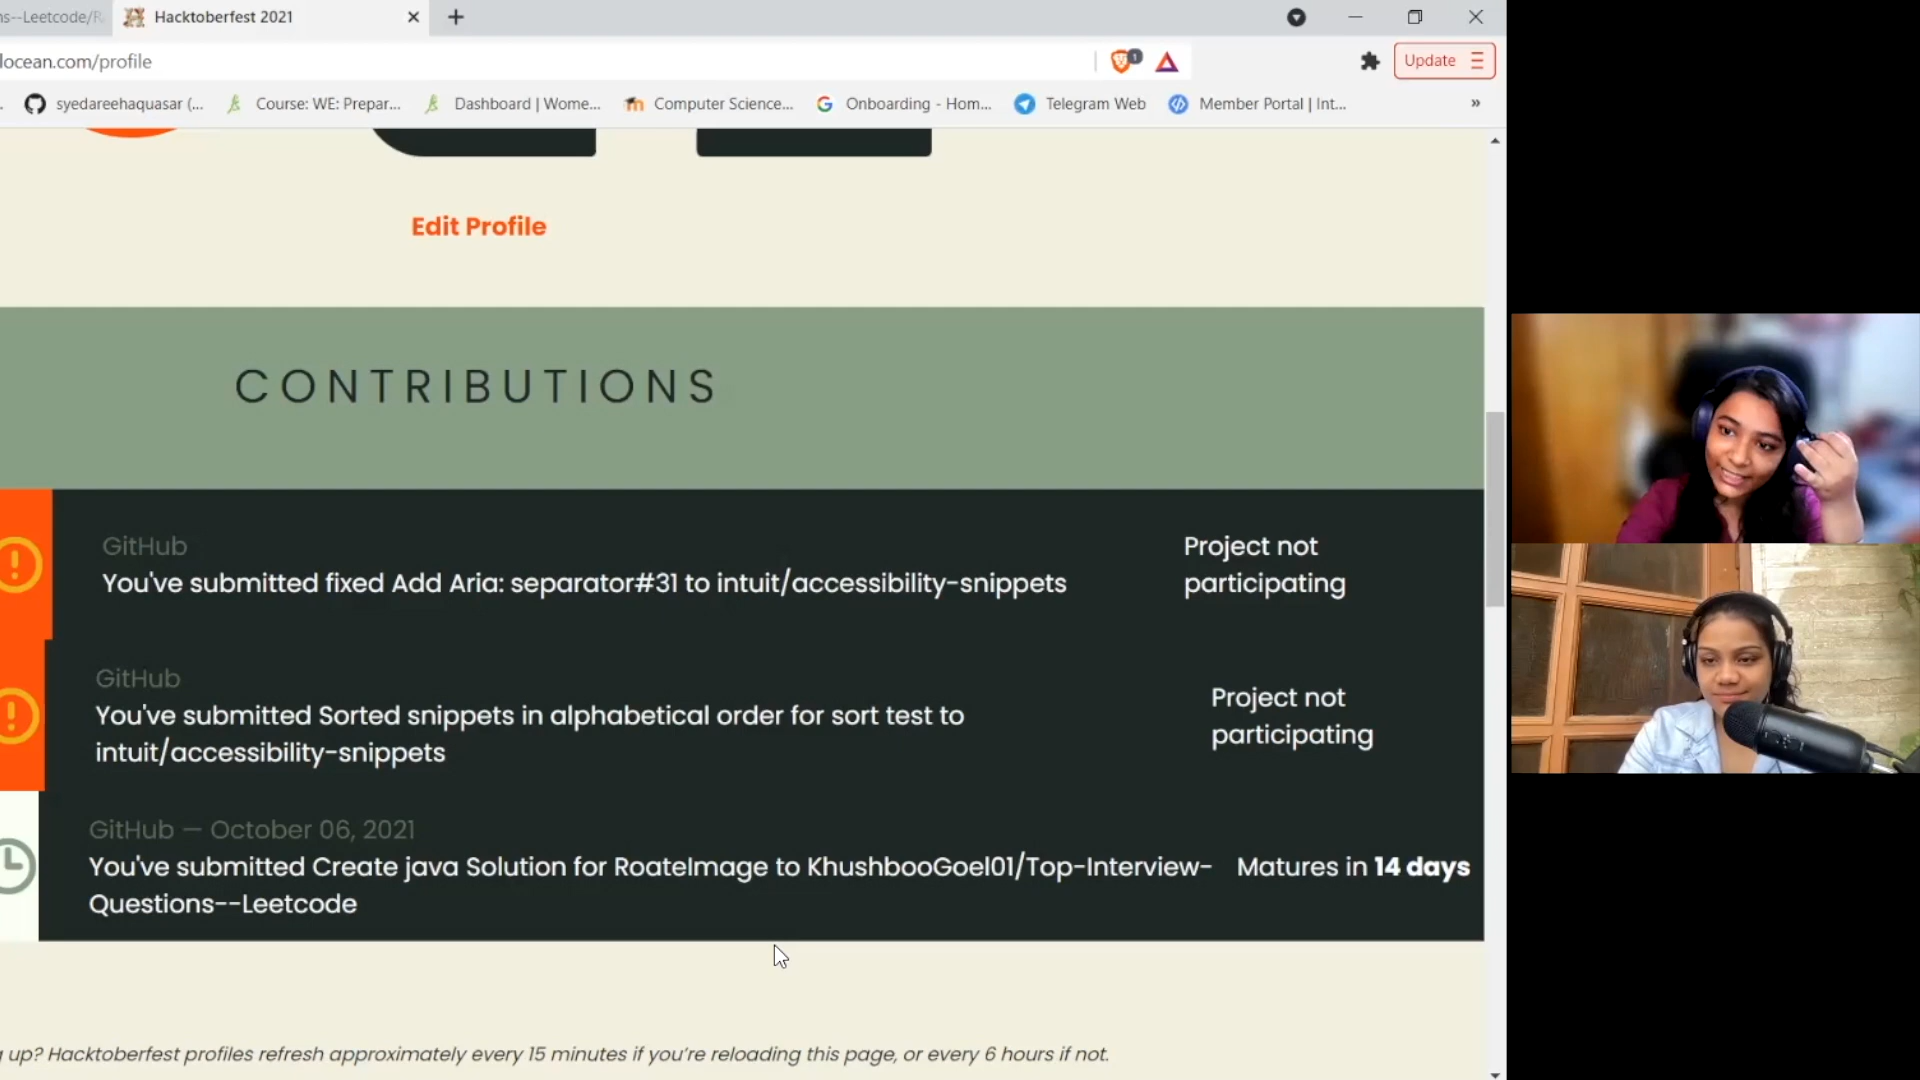 ns--Leetcode/R
Hacktoberfest 2021
locean.com/profile
1
Update
syedareehaquasar (...
Course: WE: Prepar...
Dashboard | Wome...
Computer Science...
Onboarding - Hom...
Telegram Web
Member Portal | Int...
»
Edit Profile
CONTRIBUTIONS
GitHub
You've submitted fixed Add Aria: separator#31 to intuit/accessibility-snippets
Project not
participating
GitHub
You've submitted Sorted snippets in alphabetical order for sort test to
intuit/accessibility-snippets
Project not
participating
GitHub — October 06, 2021
You've submitted Create java Solution for RoateImage to KhushbooGoel01/Top-Interview-
Questions--Leetcode
Matures in 14 days
up? Hacktoberfest profiles refresh approximately every 15 minutes if you're reloading this page, or every 6 hours if not.